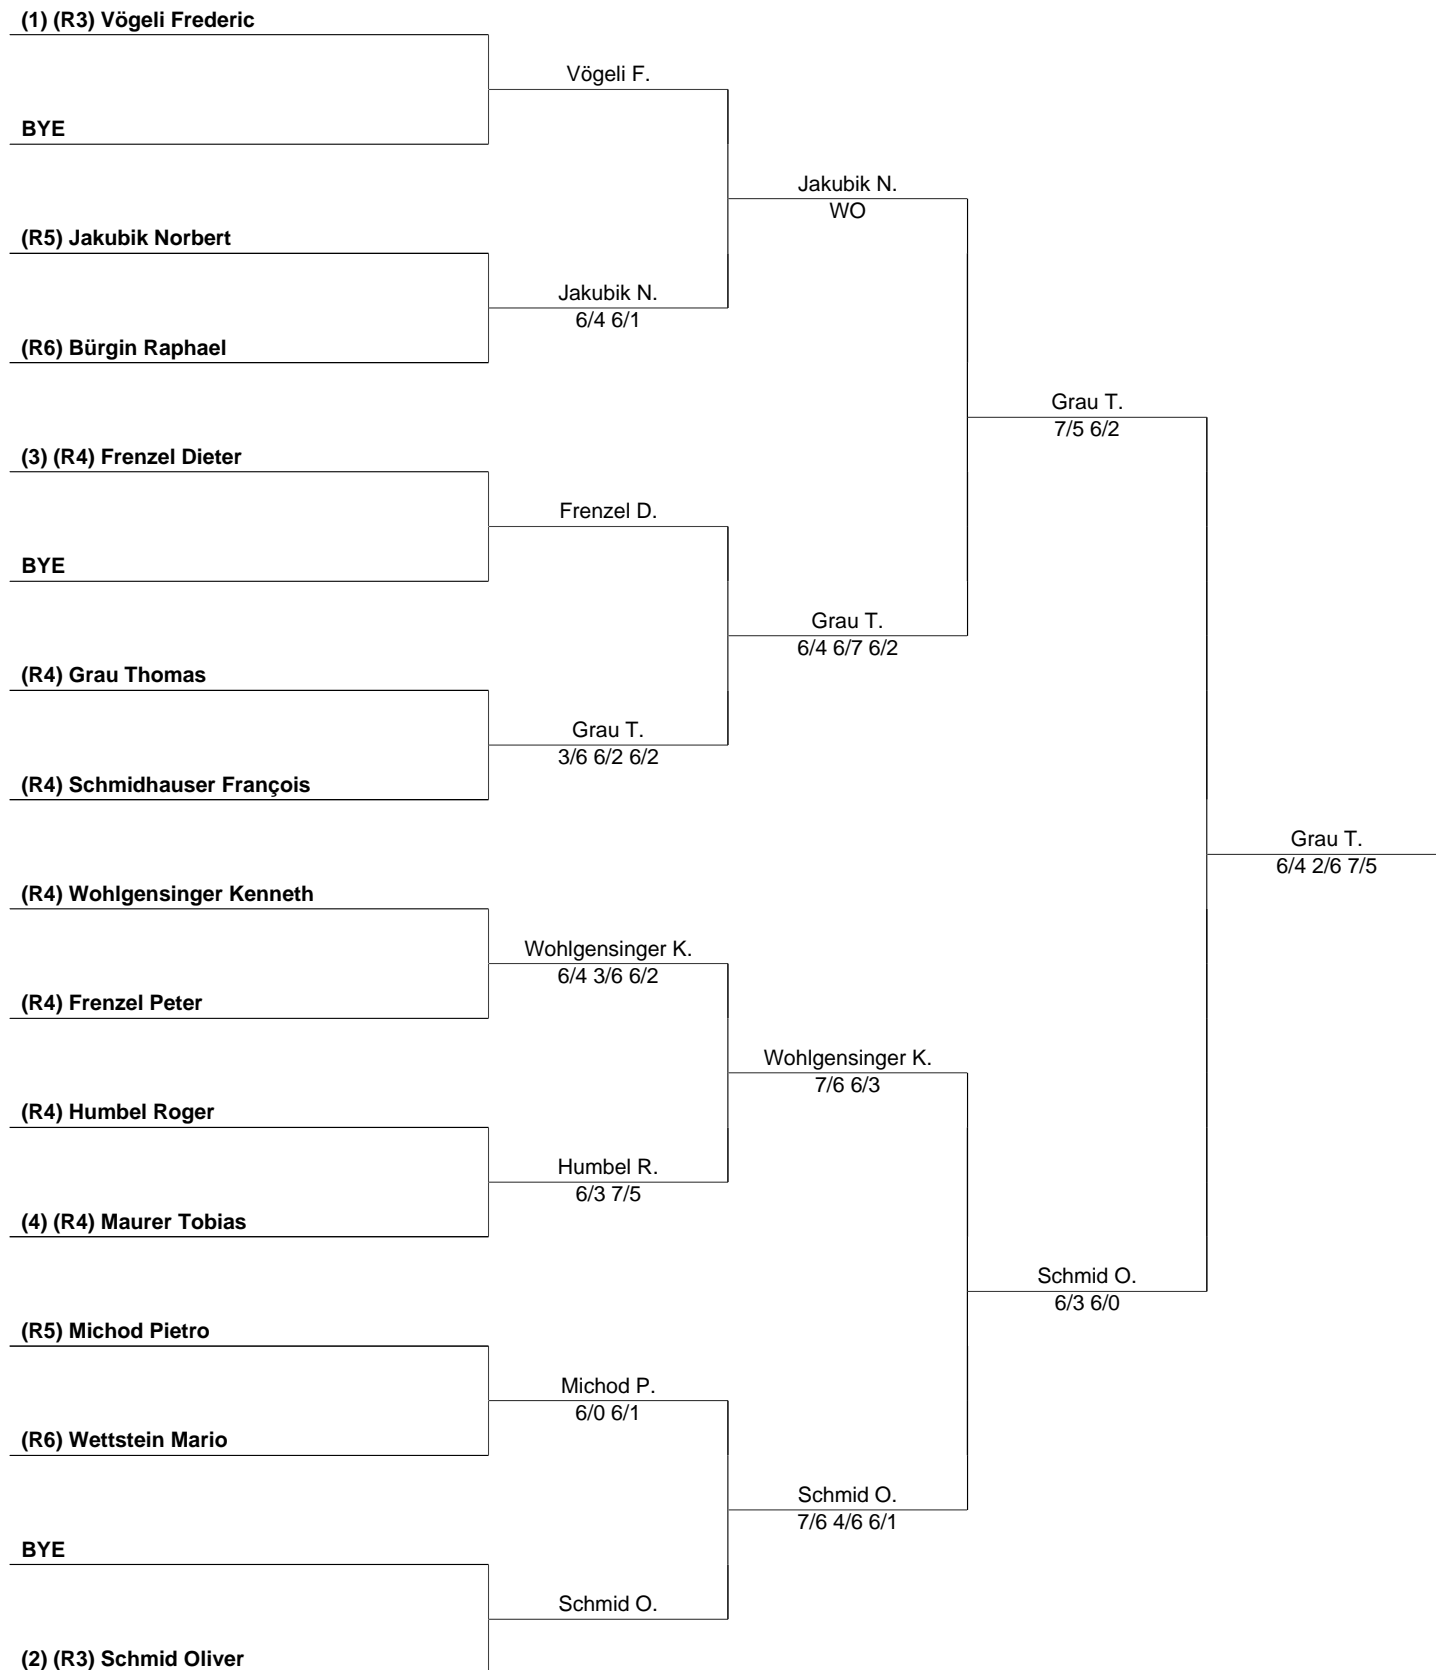 (1) (R3) Vögeli Frederic
Vögeli F.
BYE
Jakubik N.
WO
(R5) Jakubik Norbert
Jakubik N.
6/4 6/1
(R6) Bürgin Raphael
Grau T.
7/5 6/2
(3) (R4) Frenzel Dieter
Frenzel D.
BYE
Grau T.
6/4 6/7 6/2
(R4) Grau Thomas
Grau T.
3/6 6/2 6/2
(R4) Schmidhauser François
Grau T.
6/4 2/6 7/5
(R4) Wohlgensinger Kenneth
Wohlgensinger K.
6/4 3/6 6/2
(R4) Frenzel Peter
Wohlgensinger K.
7/6 6/3
(R4) Humbel Roger
Humbel R.
6/3 7/5
(4) (R4) Maurer Tobias
Schmid O.
6/3 6/0
(R5) Michod Pietro
Michod P.
6/0 6/1
(R6) Wettstein Mario
Schmid O.
7/6 4/6 6/1
BYE
Schmid O.
(2) (R3) Schmid Oliver